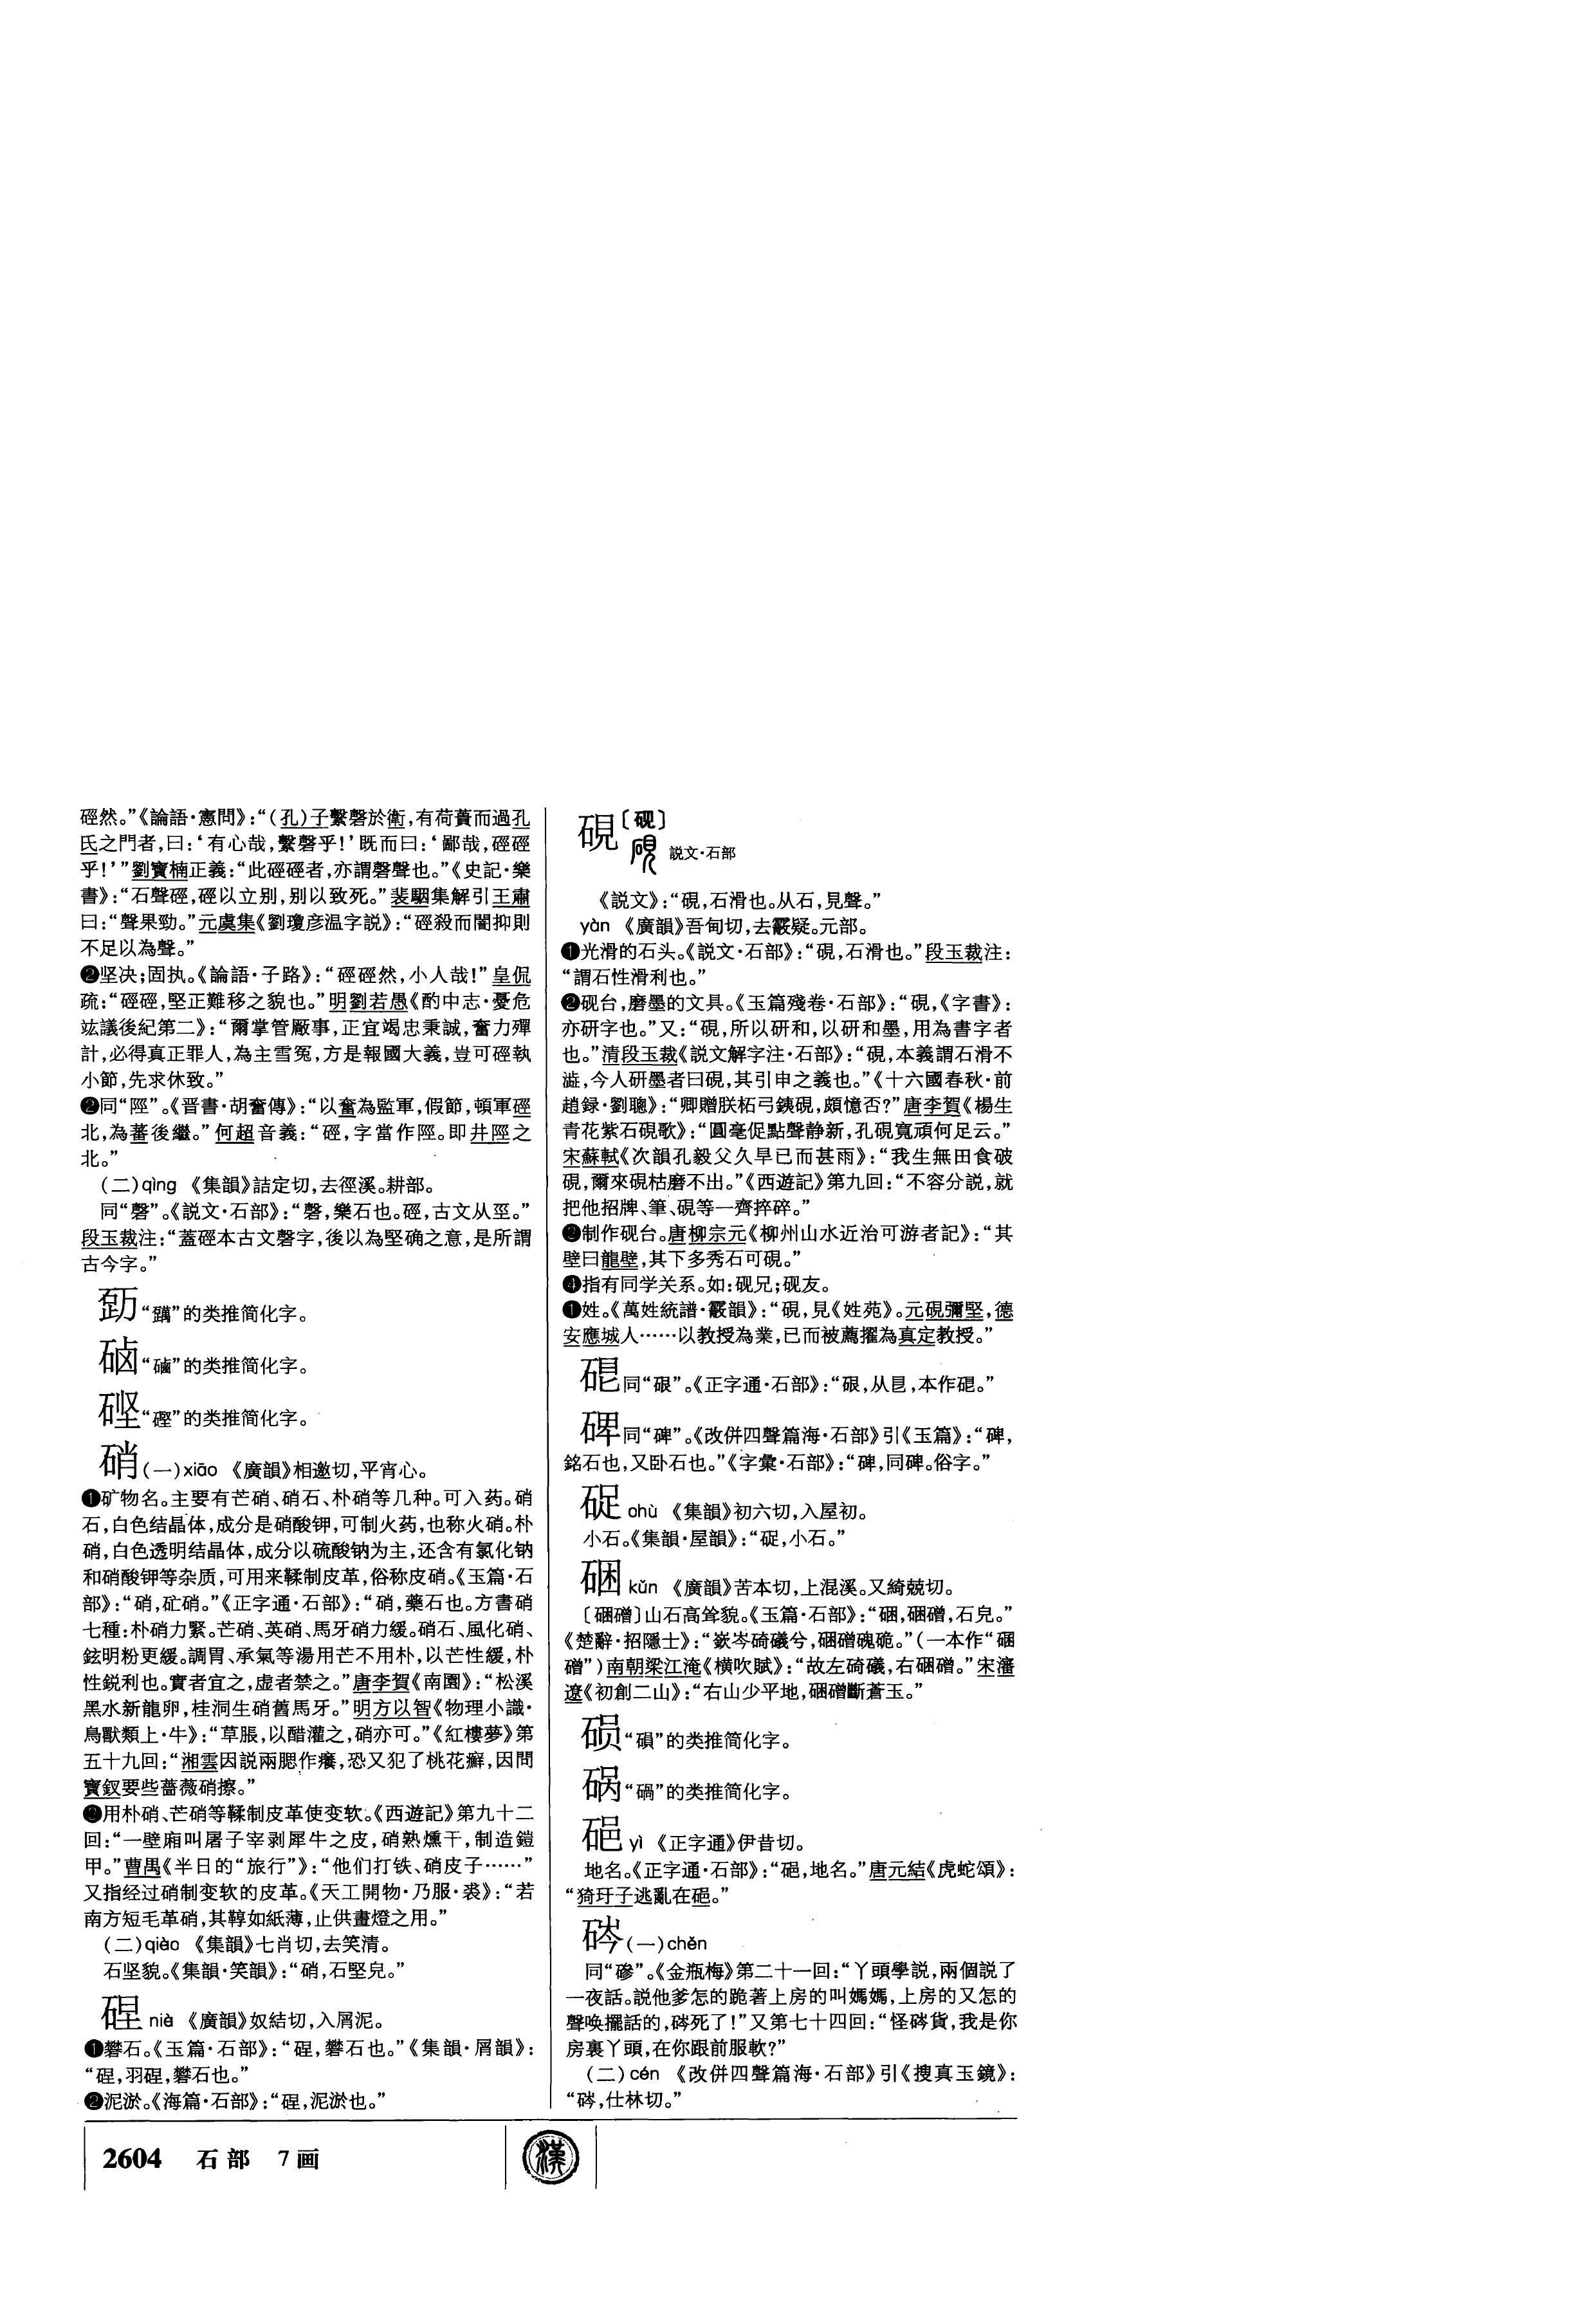 硜然。”《論語·憲問》：“（孔）子擊磬於衛，有荷蕢而過孔
氏之門者，曰：‘有心哉，擊磬乎！’既而曰：‘鄙哉，硜硜
乎！’”劉寶楠正義：“此硜硜者，亦謂磬聲也。”《史記·樂
書》：“石聲硜，硜以立别，别以致死。”裴駰集解引王肅
曰：“聲果勁。”元虞集《劉瓊彦温字説》：“硜殺而闇抑則
不足以為聲。”
❷坚决；固执。《論語·子路》：“硜硜然，小人哉！”皇侃
疏：“硜硜，堅正難移之貌也。”明劉若愚《酌中志·憂危
竑議後紀第二》：“爾掌管厰事，正宜竭忠秉誠，奮力殫
計，必得真正罪人，為主雪冤，方是報國大義，豈可硜執
小節，先求休致。”
❷同“陘”。《晋書·胡奮傳》：“以奮為監軍，假節，頓軍硜
北，為蕃後繼。”何超音義：“硜，字當作陘。即井陘之
北。”
（二）qìng 《集韻》詰定切，去徑溪。耕部。
同“磬”。《説文·石部》：“磬，樂石也。硜，古文从巠。”
段玉裁注：“蓋硜本古文磬字，後以為堅确之意，是所謂
古今字。”
“礪”的类推简化字。
硵“磠”的类推简化字。
硻“礥”的类推简化字。
硝（一）xiāo 《廣韻》相邀切，平宵心。
❶矿物名。主要有芒硝、硝石、朴硝等几种。可入药。硝
石，白色结晶体，成分是硝酸钾，可制火药，也称火硝。朴
硝，白色透明结晶体，成分以硫酸钠为主，还含有氯化钠
和硝酸钾等杂质，可用来鞣制皮革，俗称皮硝。《玉篇·石
部》：“硝，矴硝。”《正字通·石部》：“硝，藥石也。方書硝
七種：朴硝力緊。芒硝、英硝、馬牙硝力緩。硝石、風化硝、
鉉明粉更緩。調胃、承氣等湯用芒不用朴，以芒性緩，朴
性鋭利也。實者宜之，虚者禁之。”唐李賀《南園》：“松溪
黑水新龍卵，桂洞生硝舊馬牙。”明方以智《物理小識·
鳥獸類上·牛》：“草脹，以醋灌之，硝亦可。”《紅樓夢》第
五十九回：“湘雲因説兩腮作癢，恐又犯了桃花癬，因問
寶釵要些薔薇硝擦。”
❷用朴硝、芒硝等鞣制皮革使变软。《西遊記》第九十二
回：“一壁廂叫屠子宰剥犀牛之皮，硝熟燻干，制造鎧
甲。”曹禺《半日的“旅行”》：“他们打铁、硝皮子……”
又指经过硝制变软的皮革。《天工開物·乃服·裘》：“若
南方短毛革硝，其鞟如紙薄，止供畫燈之用。”
（二）qiào 《集韻》七肖切，去笑清。
石坚貌。《集韻·笑韻》：“硝，石堅皃。”
硘 niè 《廣韻》奴結切，入屑泥。
❶礬石。《玉篇·石部》：“䂼，礬石也。”《集韻·屑韻》：
“䂼，羽䂼，礬石也。”
❷泥淤。《海篇·石部》：“䂼，泥淤也。”
硯〔砚〕
説文·石部
《説文》：“硯，石滑也。从石，見聲。”
yàn 《廣韻》吾甸切，去霰疑。元部。
❶光滑的石头。《説文·石部》：“硯，石滑也。”段玉裁注：
“謂石性滑利也。”
❷砚台，磨墨的文具。《玉篇殘卷·石部》：“硯，《字書》：
亦研字也。”又：“硯，所以研和，以研和墨，用為書字者
也。”清段玉裁《説文解字注·石部》：“硯，本義謂石滑不
澁，今人研墨者曰硯，其引申之義也。”《十六國春秋·前
趙録·劉聰》：“卿贈朕柘弓銕硯，頗憶否？”唐李賀《楊生
青花紫石硯歌》：“圓毫促點聲静新，孔硯寬頑何足云。”
宋蘇軾《次韻孔毅父久旱已而甚雨》：“我生無田食破
硯，爾來硯枯磨不出。”《西遊記》第九回：“不容分説，就
把他招牌、筆、硯等一齊捽碎。”
❸制作砚台。唐柳宗元《柳州山水近治可游者記》：“其
壁曰龍壁，其下多秀石可硯。”
❹指有同学关系。如：砚兄；砚友。
❶姓。《萬姓統譜·霰韻》：“硯，見《姓苑》。元硯彌堅，德
安應城人……以教授為業，已而被薦擢為真定教授。”
同“硍”。《正字通·石部》：“硍，从皀，本作硍。”
同“碑”。《改併四聲篇海·石部》引《玉篇》：“碑，
銘石也，又卧石也。”《字彙·石部》：“碑，同碑。俗字。”
珿 chù 《集韻》初六切，入屋初。
小石。《集韻·屋韻》：“䂤，小石。”
硱 kǔn 《廣韻》苦本切，上混溪。又綺兢切。
〔硱磳〕山石高耸貌。《玉篇·石部》：“硱，硱磳，石皃。”
《楚辭·招隱士》：“嶔岑碕礒兮，硱磳磈硊。”（一本作“硱
磳”）南朝梁江淹《横吹賦》：“故左碕礒，右硱磳。”宋潘
遼《初創二山》：“右山少平地，硱磳斷蒼玉。”
“磒”的类推简化字。
“碢”的类推简化字。
硙 yì 《正字通》伊昔切。
地名。《正字通·石部》：“䂽，地名。”唐元結《虎蛇頌》：
“猗玗子逃亂在䂽。”
硶（一）chěn
同“磣”。《金瓶梅》第二十一回：“丫頭學説，兩個説了
一夜話。説他爹怎的跪著上房的叫媽媽，上房的又怎的
聲唤擺話的，硶死了！”又第七十四回：“怪硶貨，我是你
房裏丫頭，在你跟前服軟？”
（二）cén 《改併四聲篇海·石部》引《搜真玉鏡》：
“硶，仕林切。”
2604 石部 7画
漢